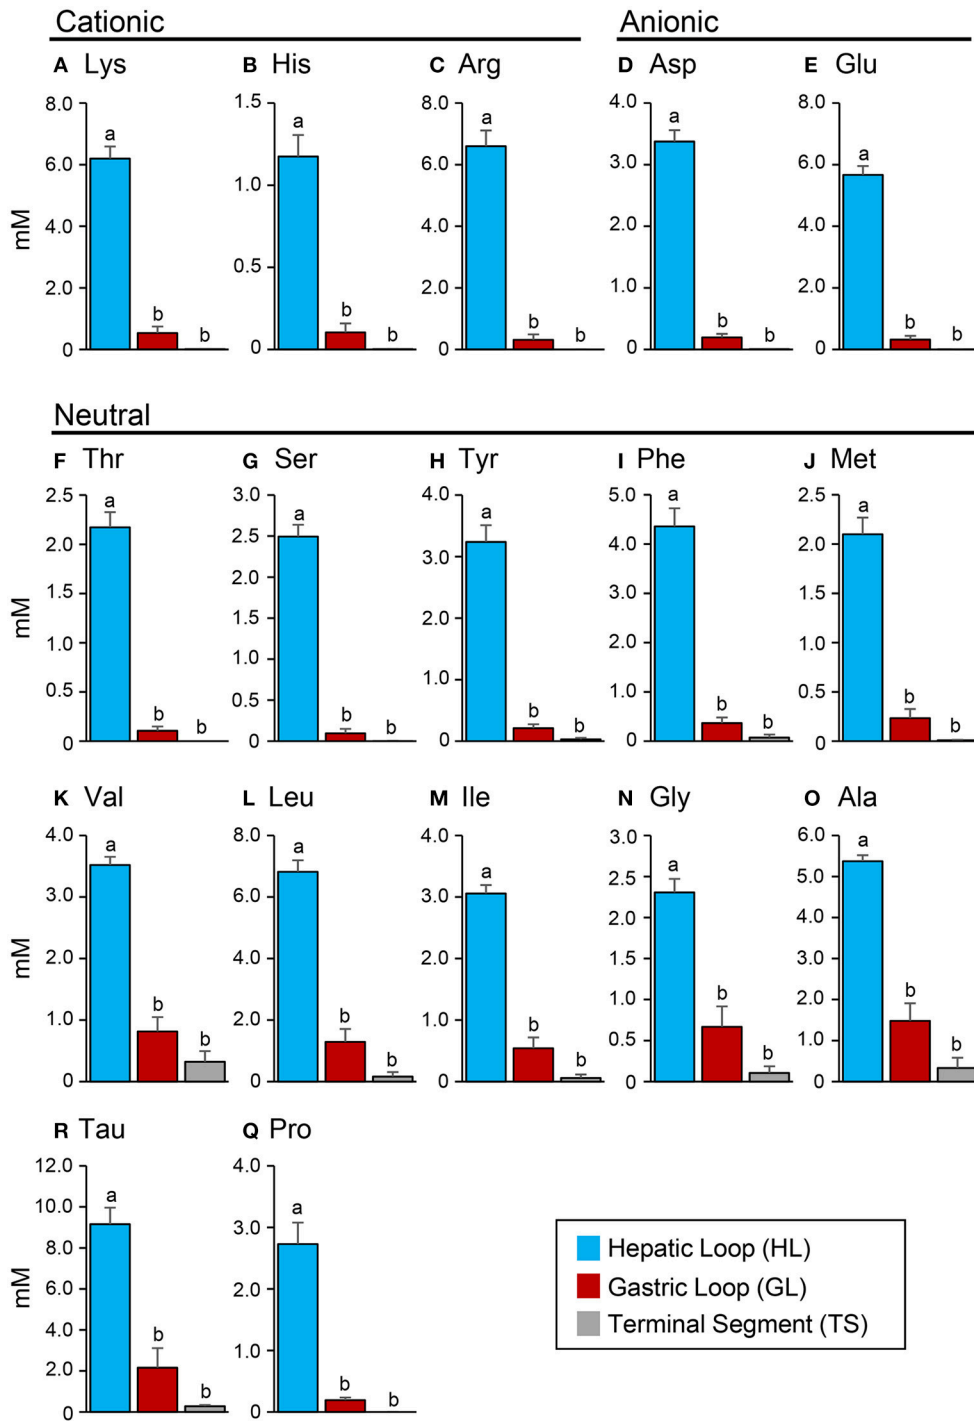 Cationic Anionic
A Lys B His C Arg D Asp E Glu
8.0 1.5 8.0 4.0 8.0
a a a a a
6.0 1.0 6.0 3.0 6.0
mM
4.0 0.5 4.0 2.0 4.0
2.0 2.0 1.0 2.0
b b b b b b b b b b
0 0 0 0 0
Neutral
F Thr G Ser H Tyr I Phe J Met
2.5 3.0 4.0 5.0 2.5
a a a a a
2.0 2.5 3.0 4.0 2.0
1.5 2.0 2.0 3.0 1.5
mM
1.0 1.5 1.0 2.0 1.0
0.5 1.0 1.0 0.5
0.5
b b b b b b b b b b
0 0 0 0 0
K Val L Leu M Ile N Gly O Ala
4.0 8.0 4.0 3.0 6.0
a a a a a
3.0 6.0 3.0 2.5 5.0
2.0 4.0 2.0 2.0 4.0
mM
1.0 2.0 1.0 1.5 3.0
1.0 2.0
0.5 1.0
b b b b b b b b b b
0 0 0 0 0
R Tau Q Pro
12.0 4.0
a a
10.0 3.0
8.0 2.0
mM
6.0 1.0
4.0
2.0
b b b b
0 0
Hepatic Loop (HL)
Gastric Loop (GL)
Terminal Segment (TS)